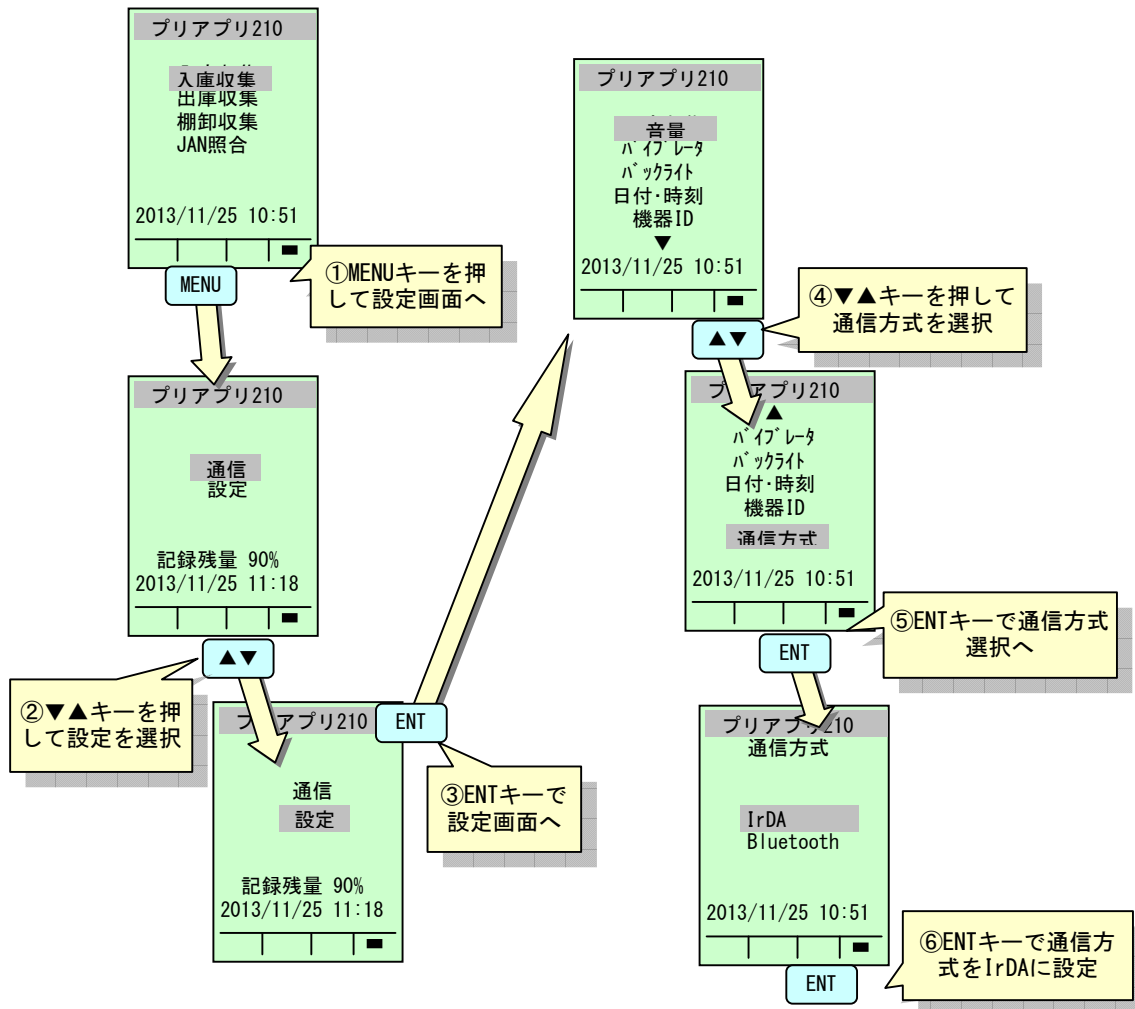 プリアプリ210
入庫収集
出庫収集
棚卸収集
JAN照合
2013/11/25 10:51
MENU
①MENUキーを押
して設定画面へ
プリアプリ210
通信
設定
記録残量 90%
2013/11/25 11:18
▲▼
②▼▲キーを押
して設定を選択
プリアプリ210
通信
設定
記録残量 90%
2013/11/25 11:18
ENT
③ENTキーで
設定画面へ
プリアプリ210
音量
バイブレータ
バックライト
日付・時刻
機器ID
▼
2013/11/25 10:51
▲▼
④▼▲キーを押して
通信方式を選択
プリアプリ210
▲
バイブレータ
バックライト
日付・時刻
機器ID
通信方式
2013/11/25 10:51
ENT
⑤ENTキーで通信方式
選択へ
プリアプリ210
通信方式
IrDA
Bluetooth
2013/11/25 10:51
ENT
⑥ENTキーで通信方
式をIrDAに設定